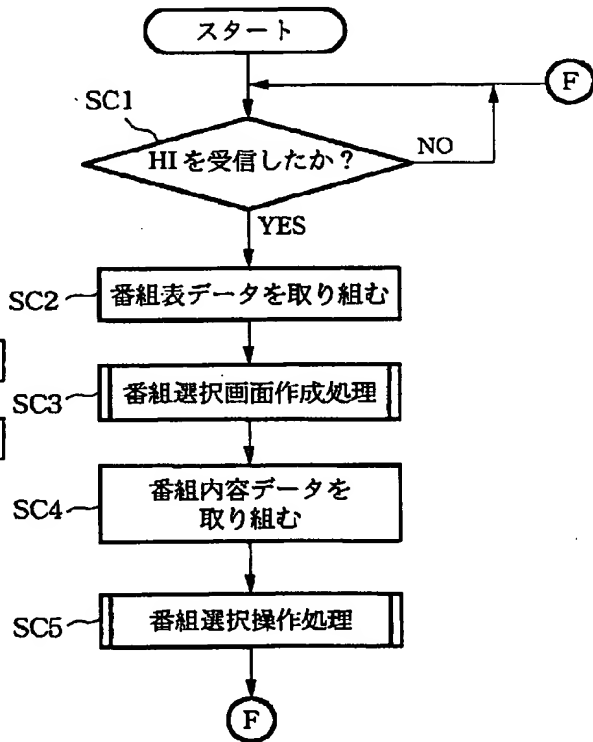 スタート
F
SC1
HIを受信したか？
NO
YES
SC2
番組表データを取り組む
SC3
番組選択画面作成処理
SC4
番組内容データを
取り組む
SC5
番組選択操作処理
F